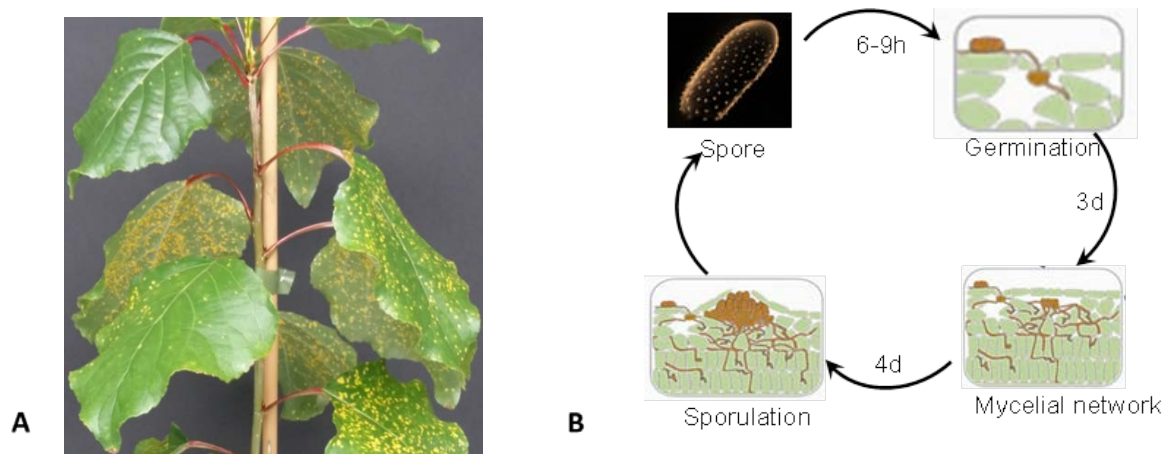 A
B
Spore
6-9h
Germination
3d
Mycelial network
4d
Sporulation